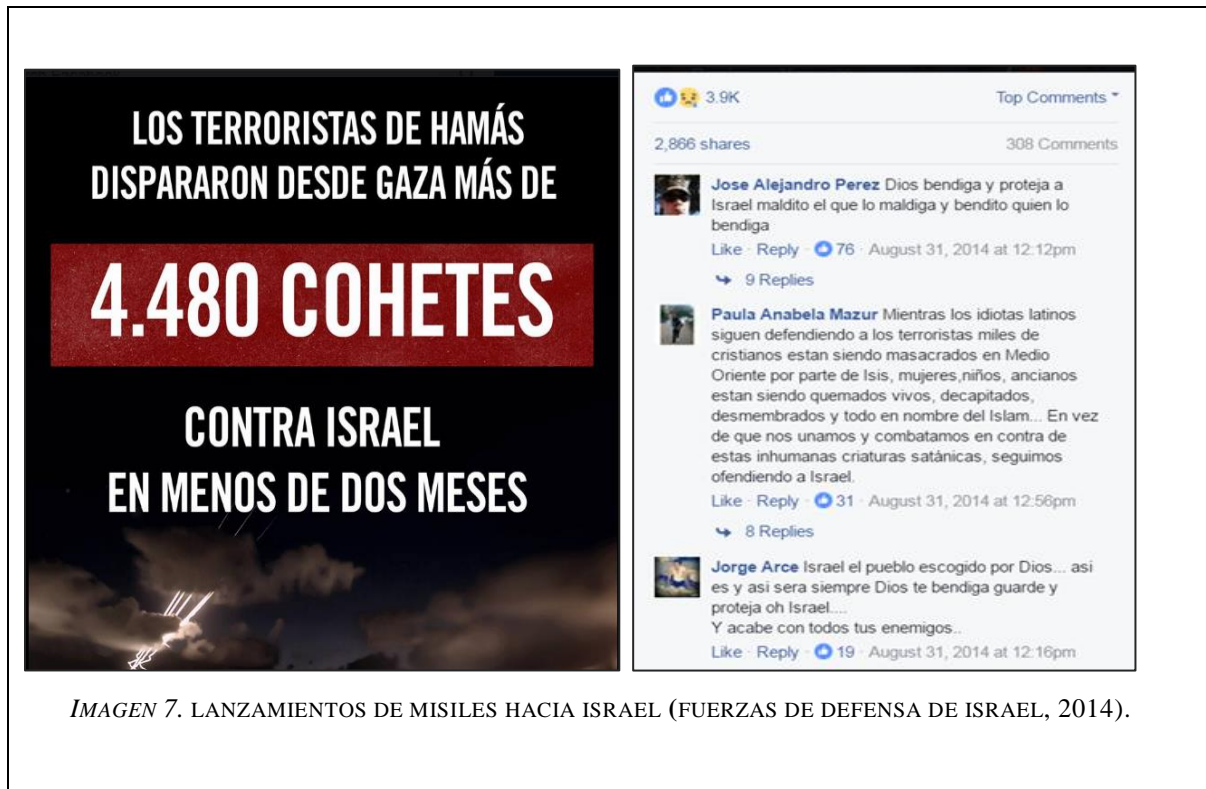 LOS TERRORISTAS DE HAMÁS
DISPARARON DESDE GAZA MÁS DE
4.480 COHETES
CONTRA ISRAEL
EN MENOS DE DOS MESES
3.9K Top Comments
2,866 shares 308 Comments
Jose Alejandro Perez Dios bendiga y proteja a
Israel maldito el que lo maldiga y bendito quien lo
bendiga
Like · Reply · 76 · August 31, 2014 at 12:12pm
9 Replies
Paula Anabela Mazur Mientras los idiotas latinos
siguen defendiendo a los terroristas miles de
cristianos estan siendo masacrados en Medio
Oriente por parte de Isis, mujeres,niños, ancianos
estan siendo quemados vivos, decapitados,
desmembrados y todo en nombre del Islam... En vez
de que nos unamos y combatamos en contra de
estas inhumanas criaturas satánicas, seguimos
ofendiendo a Israel.
Like · Reply · 31 · August 31, 2014 at 12:56pm
8 Replies
Jorge Arce Israel el pueblo escogido por Dios... asi
es y asi sera siempre Dios te bendiga guarde y
proteja oh Israel....
Y acabe con todos tus enemigos..
Like · Reply · 19 · August 31, 2014 at 12:16pm
IMAGEN 7. LANZAMIENTOS DE MISILES HACIA ISRAEL (FUERZAS DE DEFENSA DE ISRAEL, 2014).